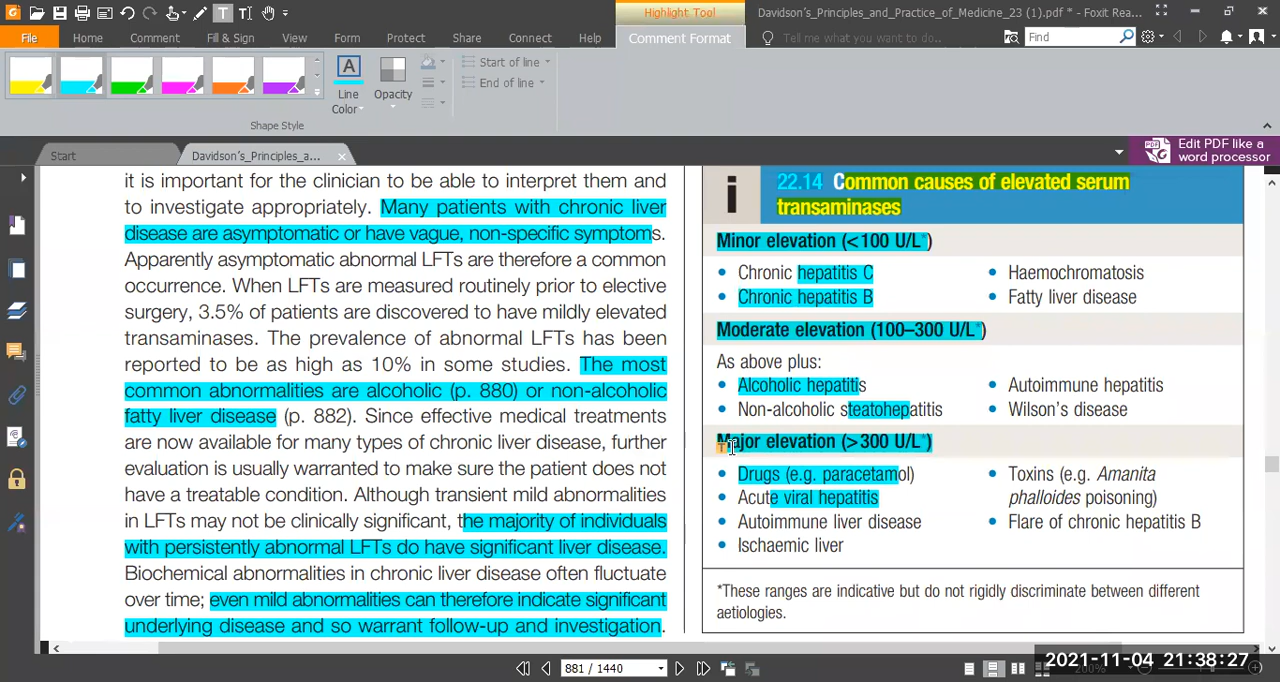 Highlight Tool
Davidson's_Principles_and_Practice_of_Medicine_23 (1).pdf * - Foxit Rea...
File Home Comment Fill & Sign View Form Protect Share Connect Help Comment Format Tell me what you want to do.. Find
Line Color
Opacity
Start of line
End of line
Shape Style
Start
Davidson's_Principles_a...
Edit PDF like a
word processor
it is important for the clinician to be able to interpret them and
to investigate appropriately. Many patients with chronic liver
disease are asymptomatic or have vague, non-specific symptoms.
Apparently asymptomatic abnormal LFTs are therefore a common
occurrence. When LFTs are measured routinely prior to elective
surgery, 3.5% of patients are discovered to have mildly elevated
transaminases. The prevalence of abnormal LFTs has been
reported to be as high as 10% in some studies. The most
common abnormalities are alcoholic (p. 880) or non-alcoholic
fatty liver disease (p. 882). Since effective medical treatments
are now available for many types of chronic liver disease, further
evaluation is usually warranted to make sure the patient does not
have a treatable condition. Although transient mild abnormalities
in LFTs may not be clinically significant, the majority of individuals
with persistently abnormal LFTs do have significant liver disease.
Biochemical abnormalities in chronic liver disease often fluctuate
over time; even mild abnormalities can therefore indicate significant
underlying disease and so warrant follow-up and investigation.
i
22.14 Common causes of elevated serum
transaminases
Minor elevation (<100 U/L*)
• Chronic hepatitis C
• Chronic hepatitis B
• Haemochromatosis
• Fatty liver disease
Moderate elevation (100–300 U/L*)
As above plus:
• Alcoholic hepatitis
• Non-alcoholic steatohepatitis
• Autoimmune hepatitis
• Wilson's disease
Major elevation (>300 U/L*)
• Drugs (e.g. paracetamol)
• Acute viral hepatitis
• Autoimmune liver disease
• Ischaemic liver
• Toxins (e.g. Amanita
phalloides poisoning)
• Flare of chronic hepatitis B
*These ranges are indicative but do not rigidly discriminate between different
aetiologies.
881 / 1440
2021-11-04 21:38:27